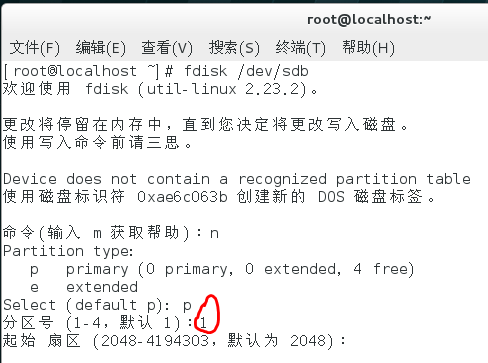 root@localhost:~
文件(F) 编辑(E) 查看(V) 搜索(S) 终端(T) 帮助(H)
[root@localhost ~]# fdisk /dev/sdb
欢迎使用 fdisk (util-linux 2.23.2)。
更改将停留在内存中，直到您决定将更改写入磁盘。
使用写入命令前请三思。
Device does not contain a recognized partition table
使用磁盘标识符 0xae6c063b 创建新的 DOS 磁盘标签。
命令(输入 m 获取帮助)：n
Partition type:
p primary (0 primary, 0 extended, 4 free)
e extended
Select (default p): p
分区号 (1-4，默认 1)：1
起始 扇区 (2048-4194303，默认为 2048)：